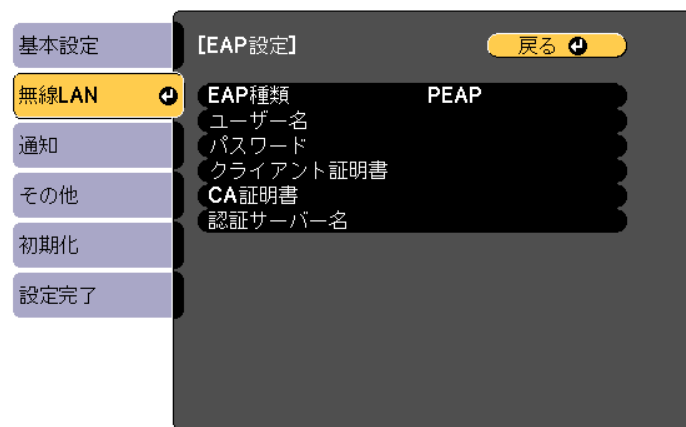 基本設定
無線LAN
通知
その他
初期化
設定完了
[EAP設定]
戻る
EAP種類 PEAP
ユーザー名
パスワード
クライアント証明書
CA証明書
認証サーバー名